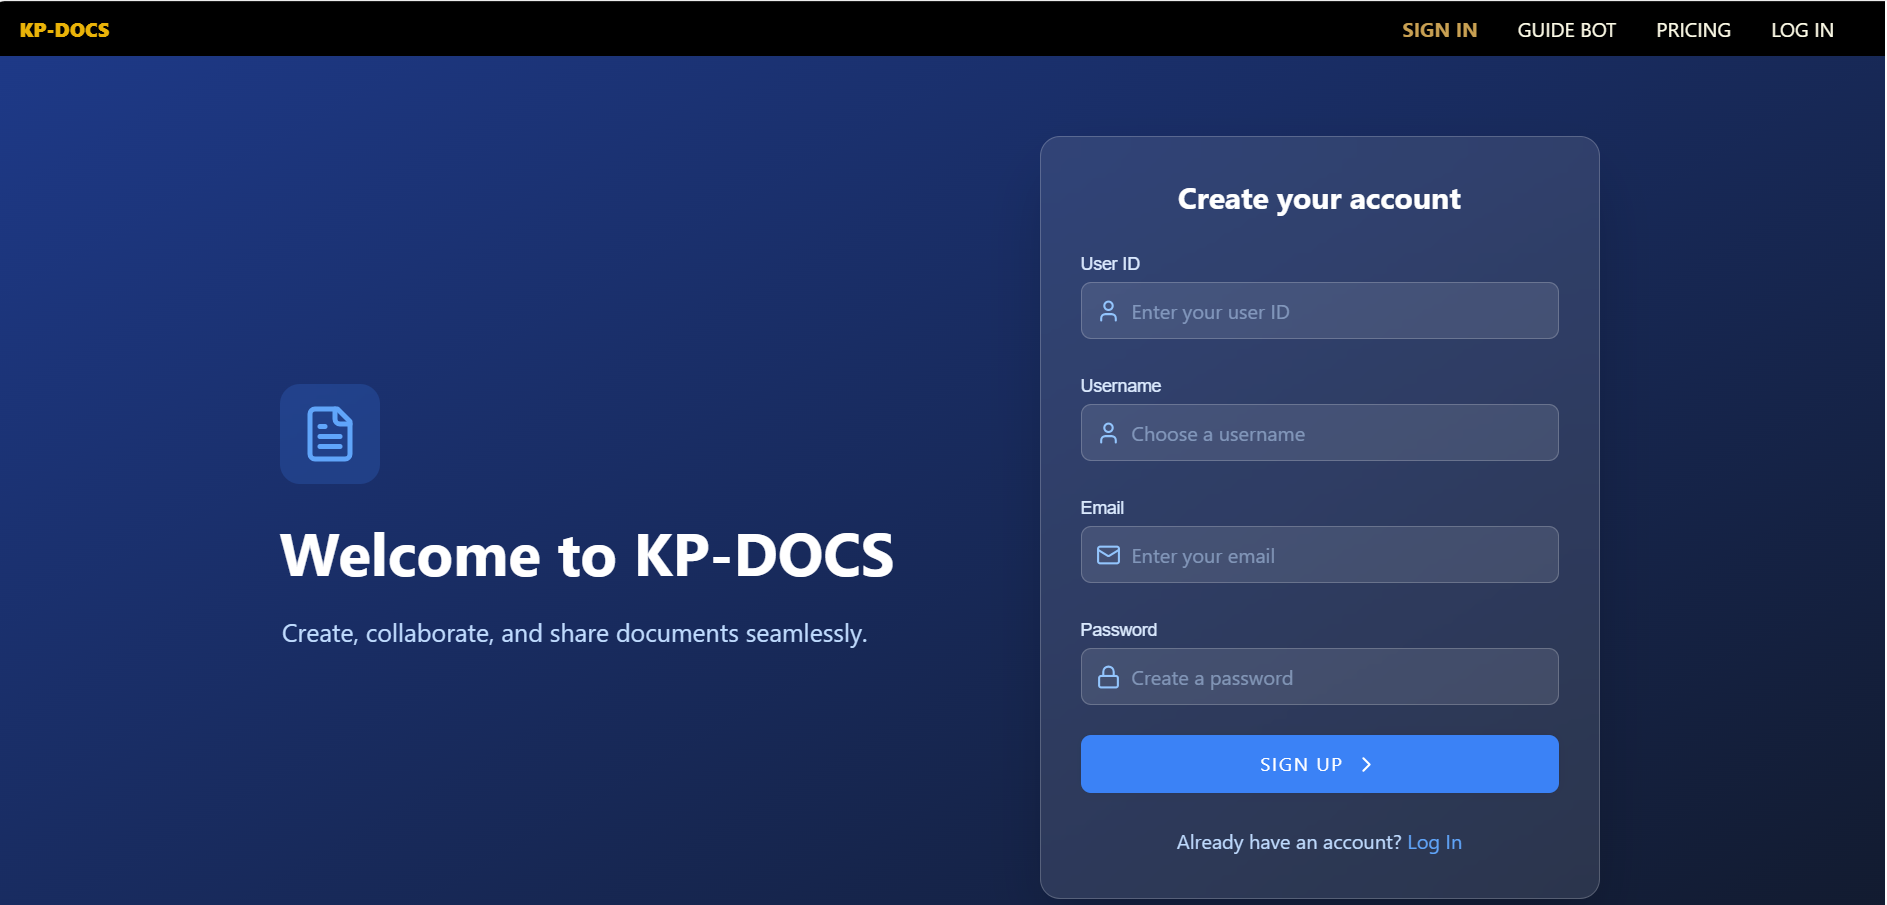 KP-DOCS
SIGN IN GUIDE BOT PRICING LOG IN
Welcome to KP-DOCS
Create, collaborate, and share documents seamlessly.
Create your account
User ID
Enter your user ID
Username
Choose a username
Email
Enter your email
Password
Create a password
SIGN UP
Already have an account? Log In